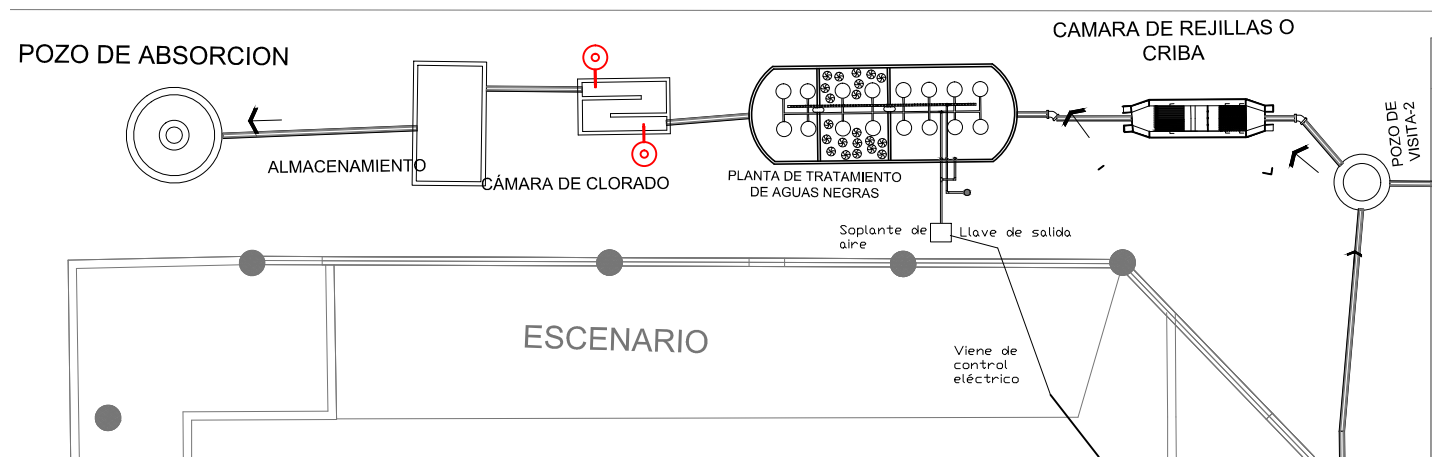 POZO DE ABSORCION
CAMARA DE REJILLAS O
CRIBA
POZO DE
VISITA-2
ALMACENAMIENTO
CÁMARA DE CLORADO
PLANTA DE TRATAMIENTO
DE AGUAS NEGRAS
Soplante de
aire
Llave de salida
ESCENARIO
Viene de
control
eléctrico